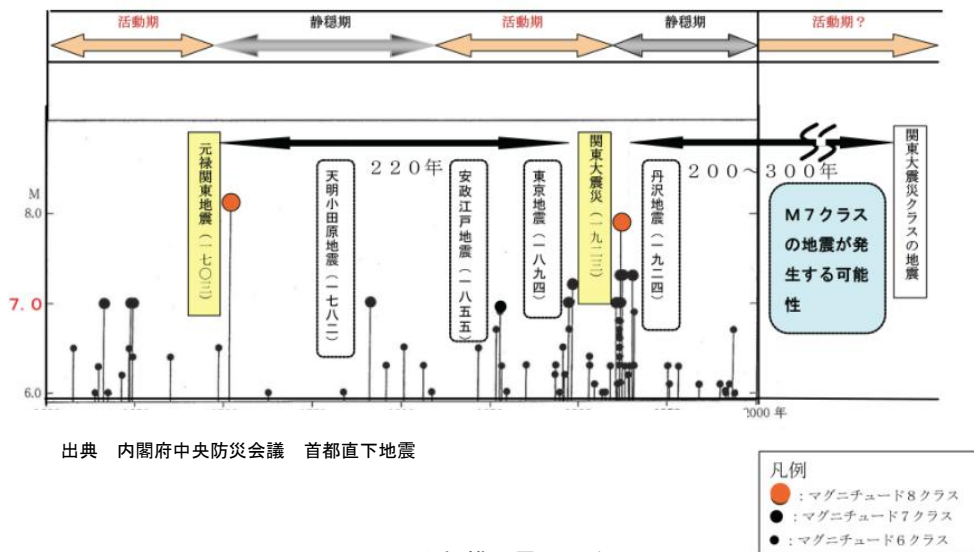 活動期
静穏期
活動期
静穏期
活動期？
元禄関東地震（一七〇三）
220年
天明小田原地震（一七八二）
安政江戸地震（一八五五）
東京地震（一八九四）
関東大震災（一九二三）
丹沢地震（一九二四）
200～300年
関東大震災クラスの地震
M7クラス
の地震が発
生する可能
性
M
8.0
7.0
6.0
2000 年
出典　内閣府中央防災会議　首都直下地震
凡例
：マグニチュード8クラス
：マグニチュード7クラス
：マグニチュード6クラス